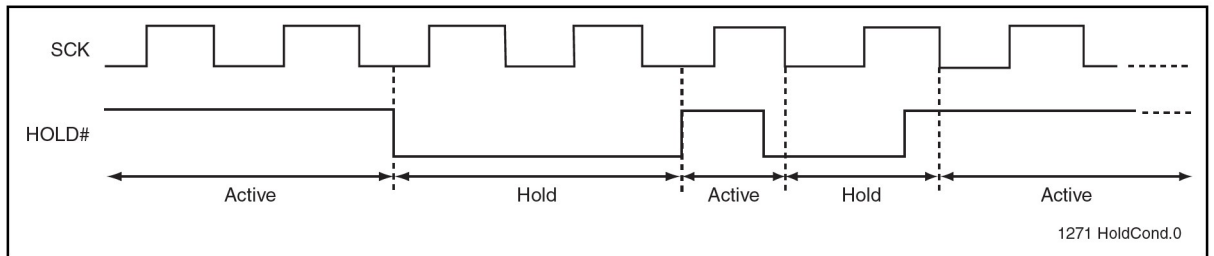 SCK
HOLD#
Active Hold Active Hold Active
1271 HoldCond.0